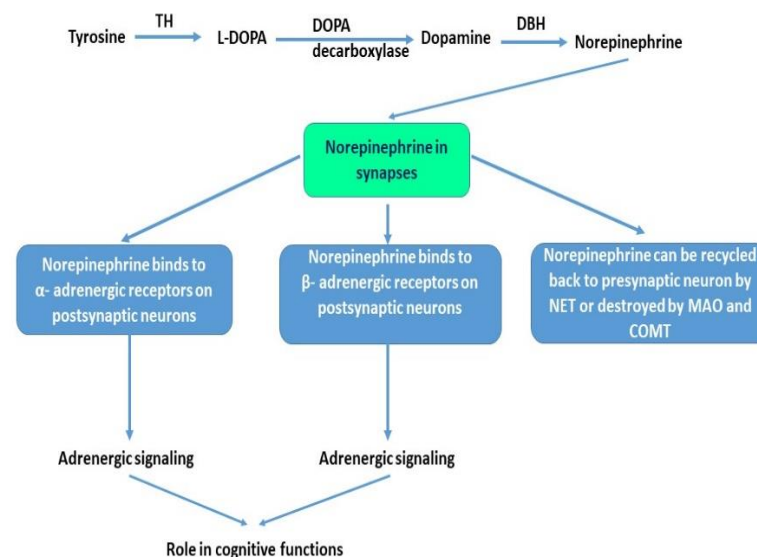 TH
DOPA
DBH
Tyrosine
L-DOPA
decarboxylase
Dopamine
Norepinephrine
Norepinephrine in
synapses
Norepinephrine binds to
α- adrenergic receptors on
postsynaptic neurons
Norepinephrine binds to
β- adrenergic receptors on
postsynaptic neurons
Norepinephrine can be recycled
back to presynaptic neuron by
NET or destroyed by MAO and
COMT
Adrenergic signaling
Adrenergic signaling
Role in cognitive functions